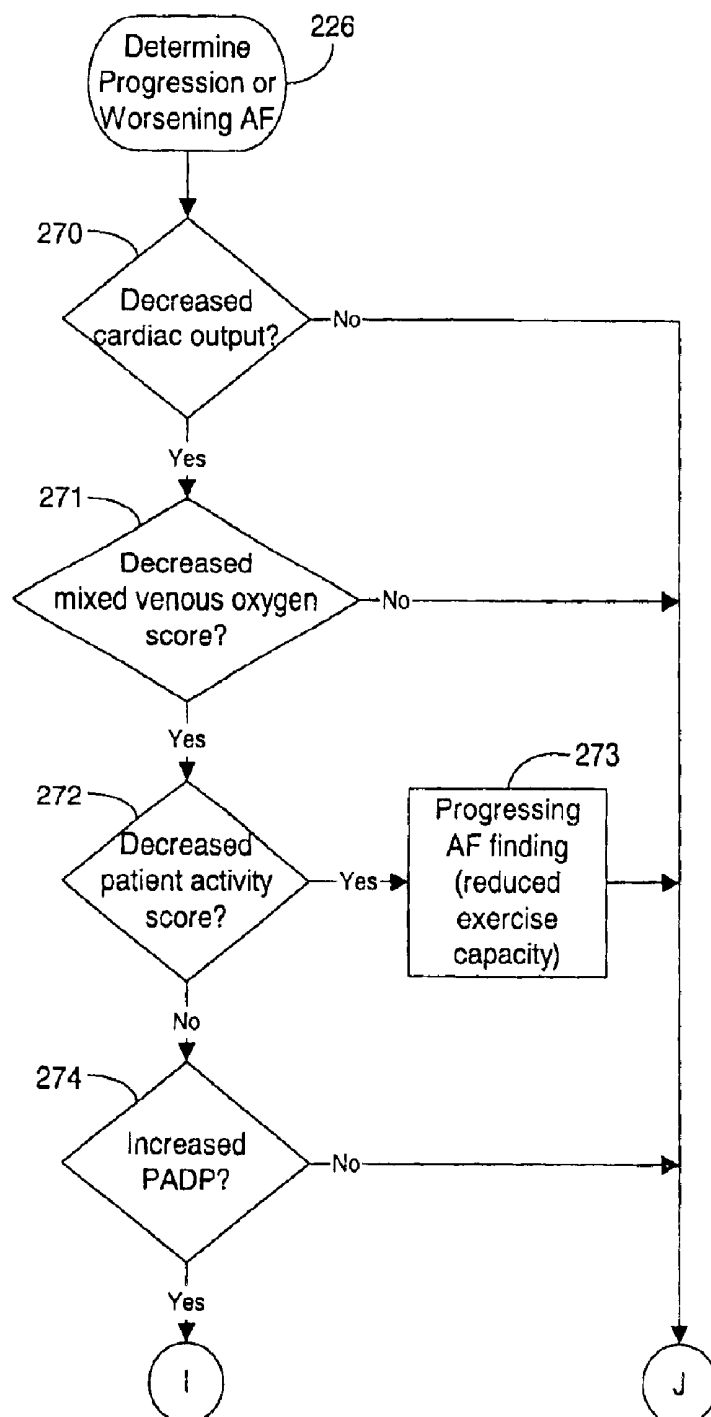 226
Determine
Progression or
Worsening AF
270
Decreased
cardiac output?
No
Yes
271
Decreased
mixed venous oxygen
score?
No
Yes
272
Decreased
patient activity
score?
Yes
273
Progressing
AF finding
(reduced
exercise
capacity)
No
274
Increased
PADP?
No
Yes
I
J